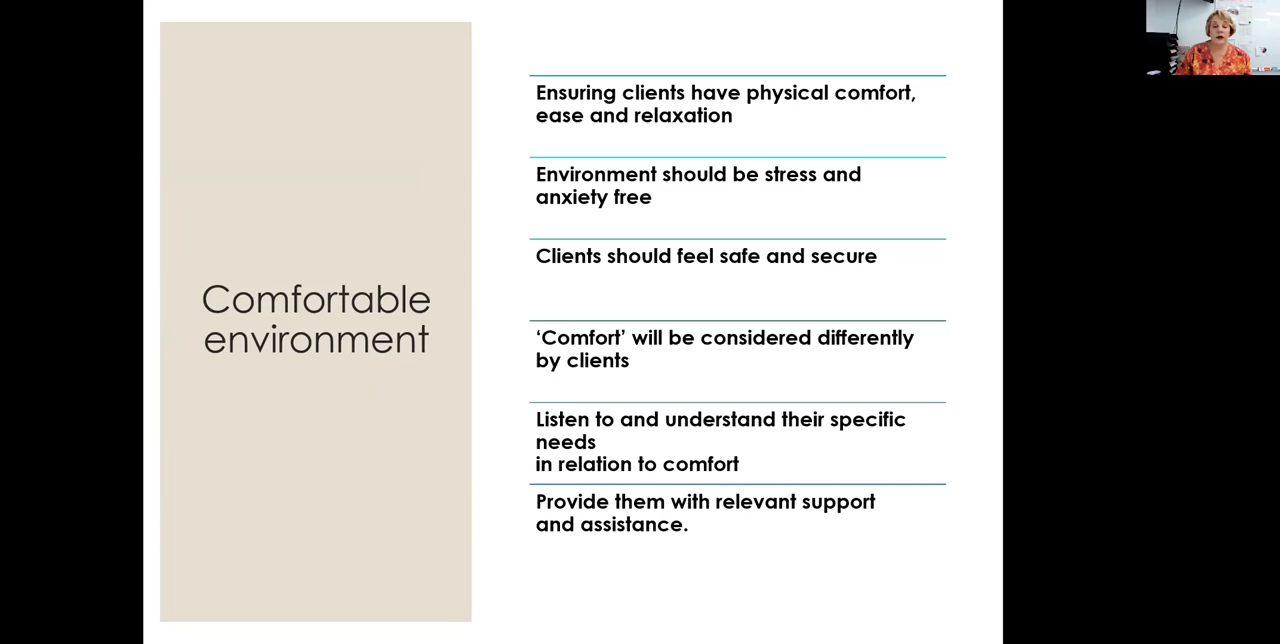 Comfortable
environment
Ensuring clients have physical comfort,
ease and relaxation
Environment should be stress and
anxiety free
Clients should feel safe and secure
‘Comfort’ will be considered differently
by clients
Listen to and understand their specific
needs
in relation to comfort
Provide them with relevant support
and assistance.